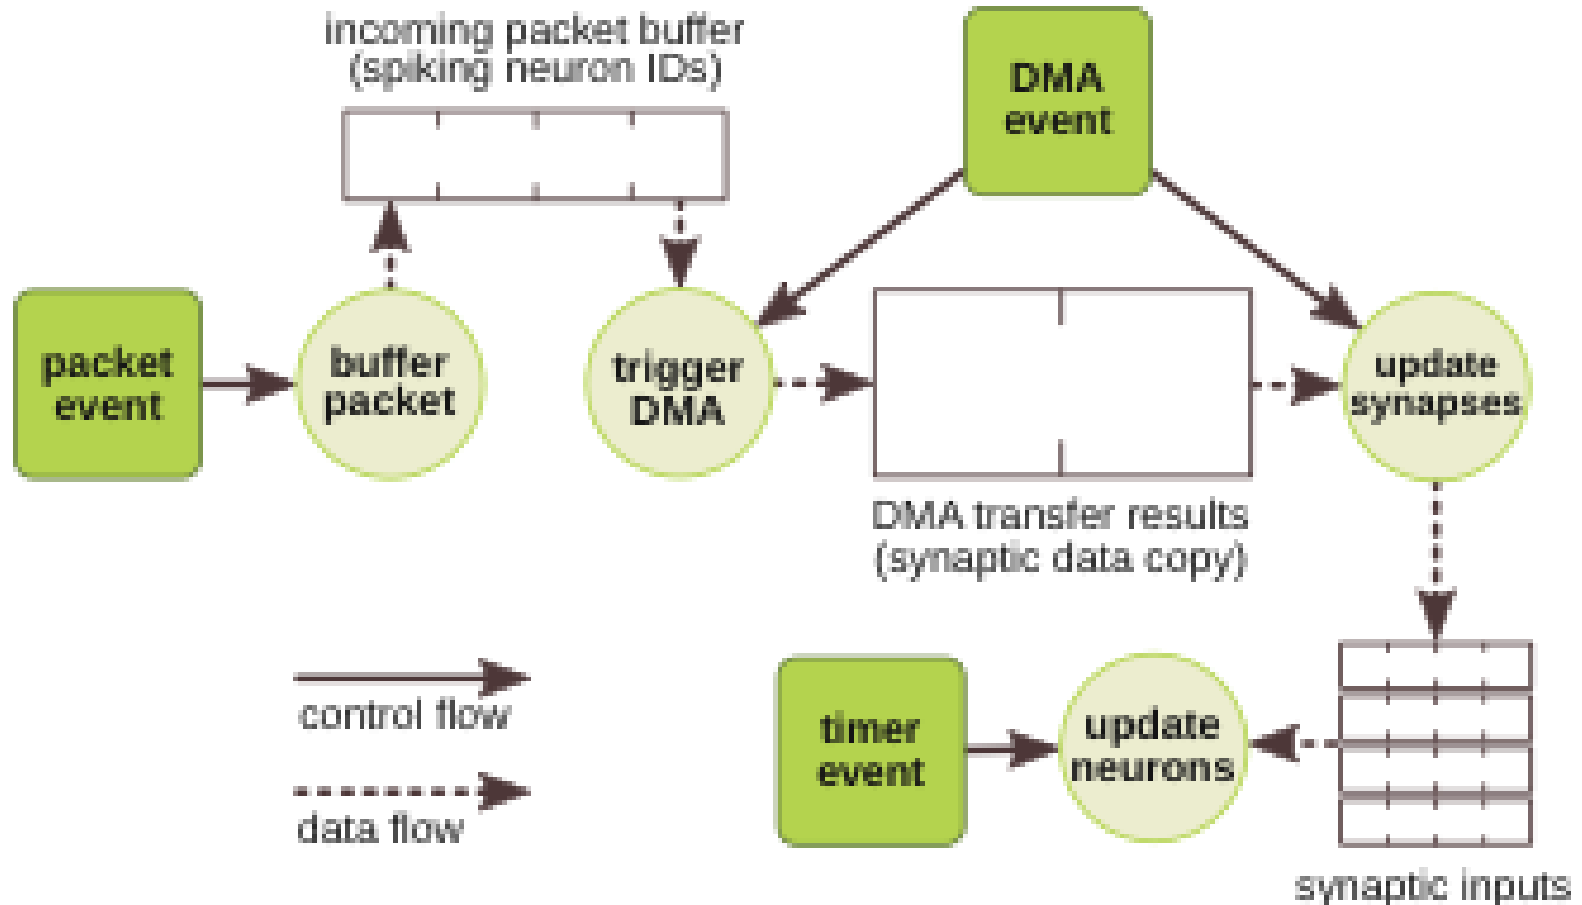 incoming packet buffer
(spiking neuron IDs)
DMA
event
packet
event
buffer
packet
trigger
DMA
update
synapses
DMA transfer results
(synaptic data copy)
control flow
data flow
timer
event
update
neurons
synaptic inputs